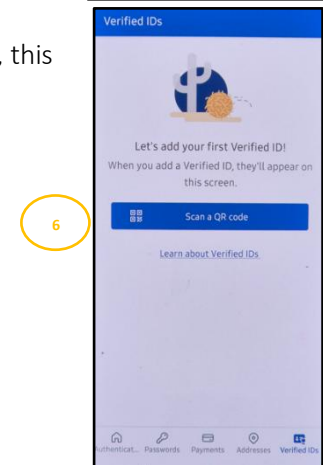 Verified IDs
, this
Let's add your first Verified ID!
When you add a Verified ID, they'll appear on
this screen.
6
Scan a QR code
Learn about Verified IDs
Authenticat... Passwords Payments Addresses Verified IDs